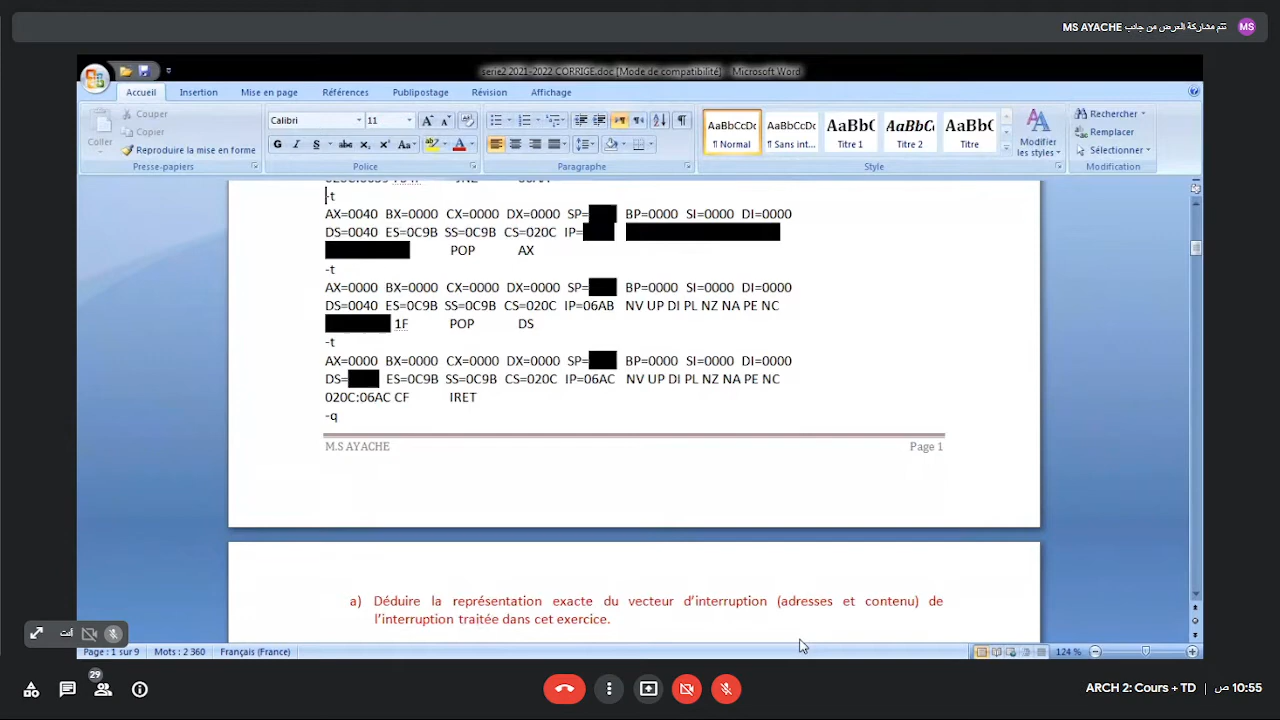 تتم مشاركة العرض من جانب MS AYACHE
MS
serie2 2021-2022 CORRIGE.doc [Mode de compatibilité] Microsoft Word
Accueil Insertion Mise en page Références Publipostage Révision Affichage
Coller
Couper
Copier
Reproduire la mise en forme
Presse-papiers
Calibri 11
G I S abc X₂ X² Aa
Police
Paragraphe
AaBbCcDc ¶ Normal
AaBbCcDc ¶ Sans int...
AaBbC Titre 1
AaBbCc Titre 2
AaBbC Titre
Modifier les styles
Style
Rechercher
Remplacer
Sélectionner
Modification
-t
AX=0040 BX=0000 CX=0000 DX=0000 SP= BP=0000 SI=0000 DI=0000
DS=0040 ES=0C9B SS=0C9B CS=020C IP=
POP AX
-t
AX=0000 BX=0000 CX=0000 DX=0000 SP= BP=0000 SI=0000 DI=0000
DS=0040 ES=0C9B SS=0C9B CS=020C IP=06AB NV UP DI PL NZ NA PE NC
1F POP DS
-t
AX=0000 BX=0000 CX=0000 DX=0000 SP= BP=0000 SI=0000 DI=0000
DS= ES=0C9B SS=0C9B CS=020C IP=06AC NV UP DI PL NZ NA PE NC
020C:06AC CF IRET
-q
M.S AYACHE Page 1
a) Déduire la représentation exacte du vecteur d'interruption (adresses et contenu) de
l'interruption traitée dans cet exercice.
أنت
Page : 1 sur 9 Mots : 2 360 Français (France) 124 %
29
ARCH 2: Cours + TD | 10:55 ص